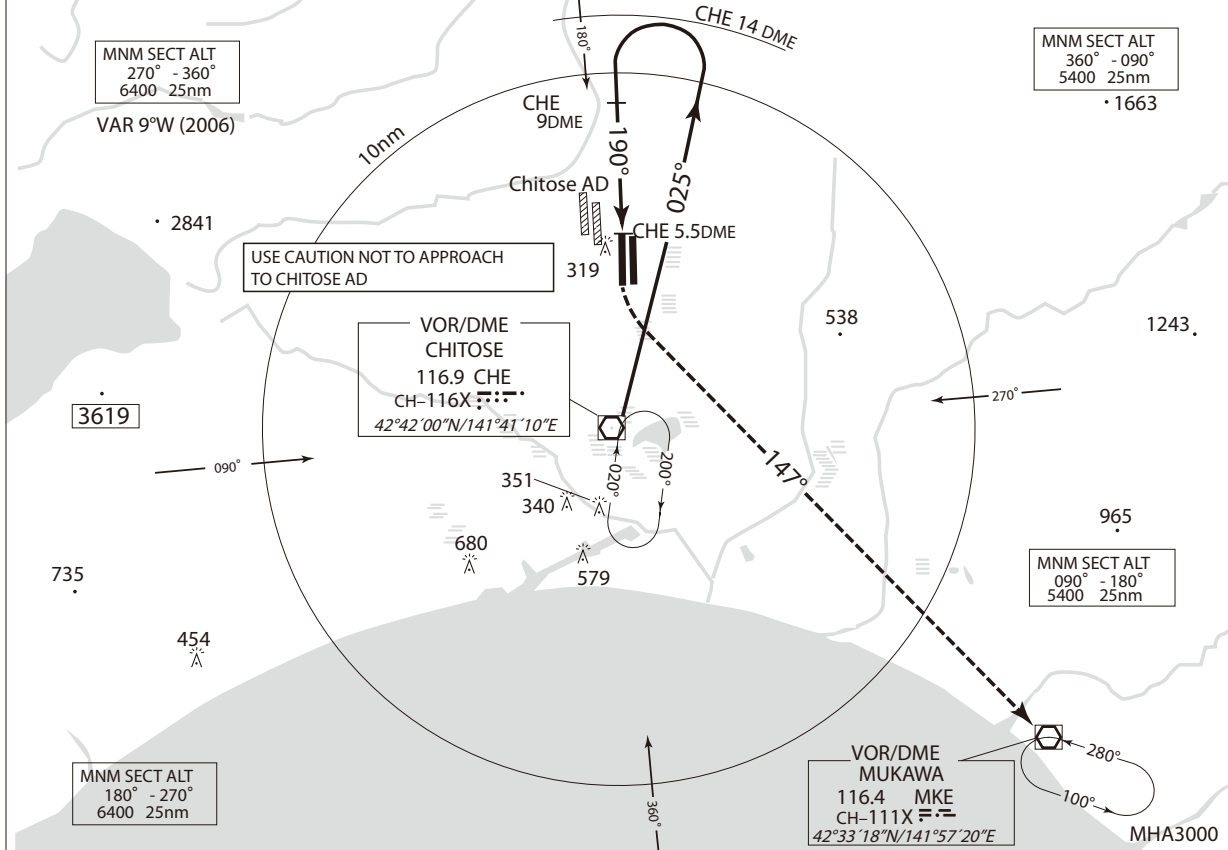 CHE 14 DME
180°
MNM SECT ALT
270° - 360°
6400 25nm
VAR 9°W (2006)
MNM SECT ALT
360° - 090°
5400 25nm
1663
CHE
9DME
10nm
190°
025°
Chitose AD
2841
CHE 5.5DME
USE CAUTION NOT TO APPROACH
TO CHITOSE AD
319
VOR/DME
CHITOSE
116.9 CHE
CH–116X
42°42´00˝N/141°41´10˝E
538
1243
3619
270°
090°
020°
200°
147°
351
340
680
579
965
735
MNM SECT ALT
090° - 180°
5400 25nm
454
MNM SECT ALT
180° - 270°
6400 25nm
360°
VOR/DME
MUKAWA
116.4 MKE
CH–111X
42°33´18˝N/141°57´20˝E
280°
100°
MHA3000